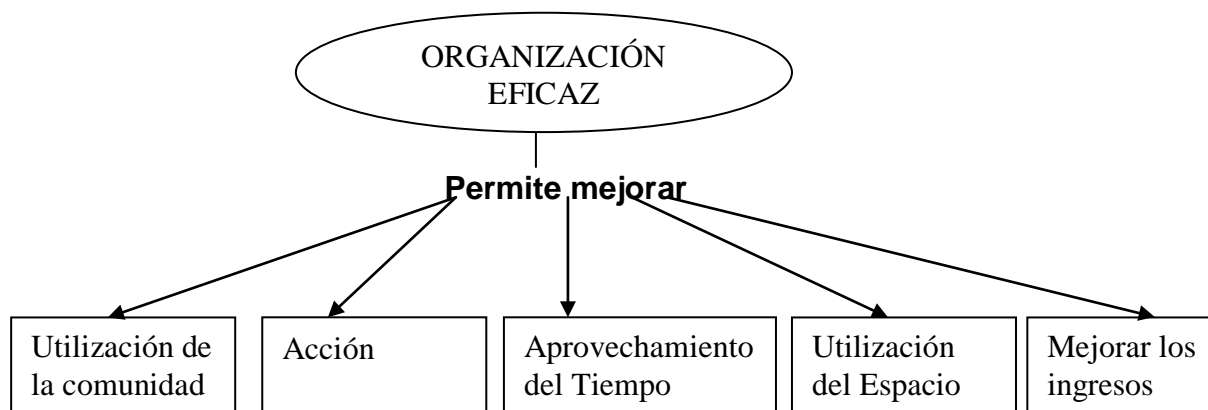 ORGANIZACIÓN
EFICAZ
Permite mejorar
Utilización de
la comunidad
Acción
Aprovechamiento
del Tiempo
Utilización
del Espacio
Mejorar los
ingresos